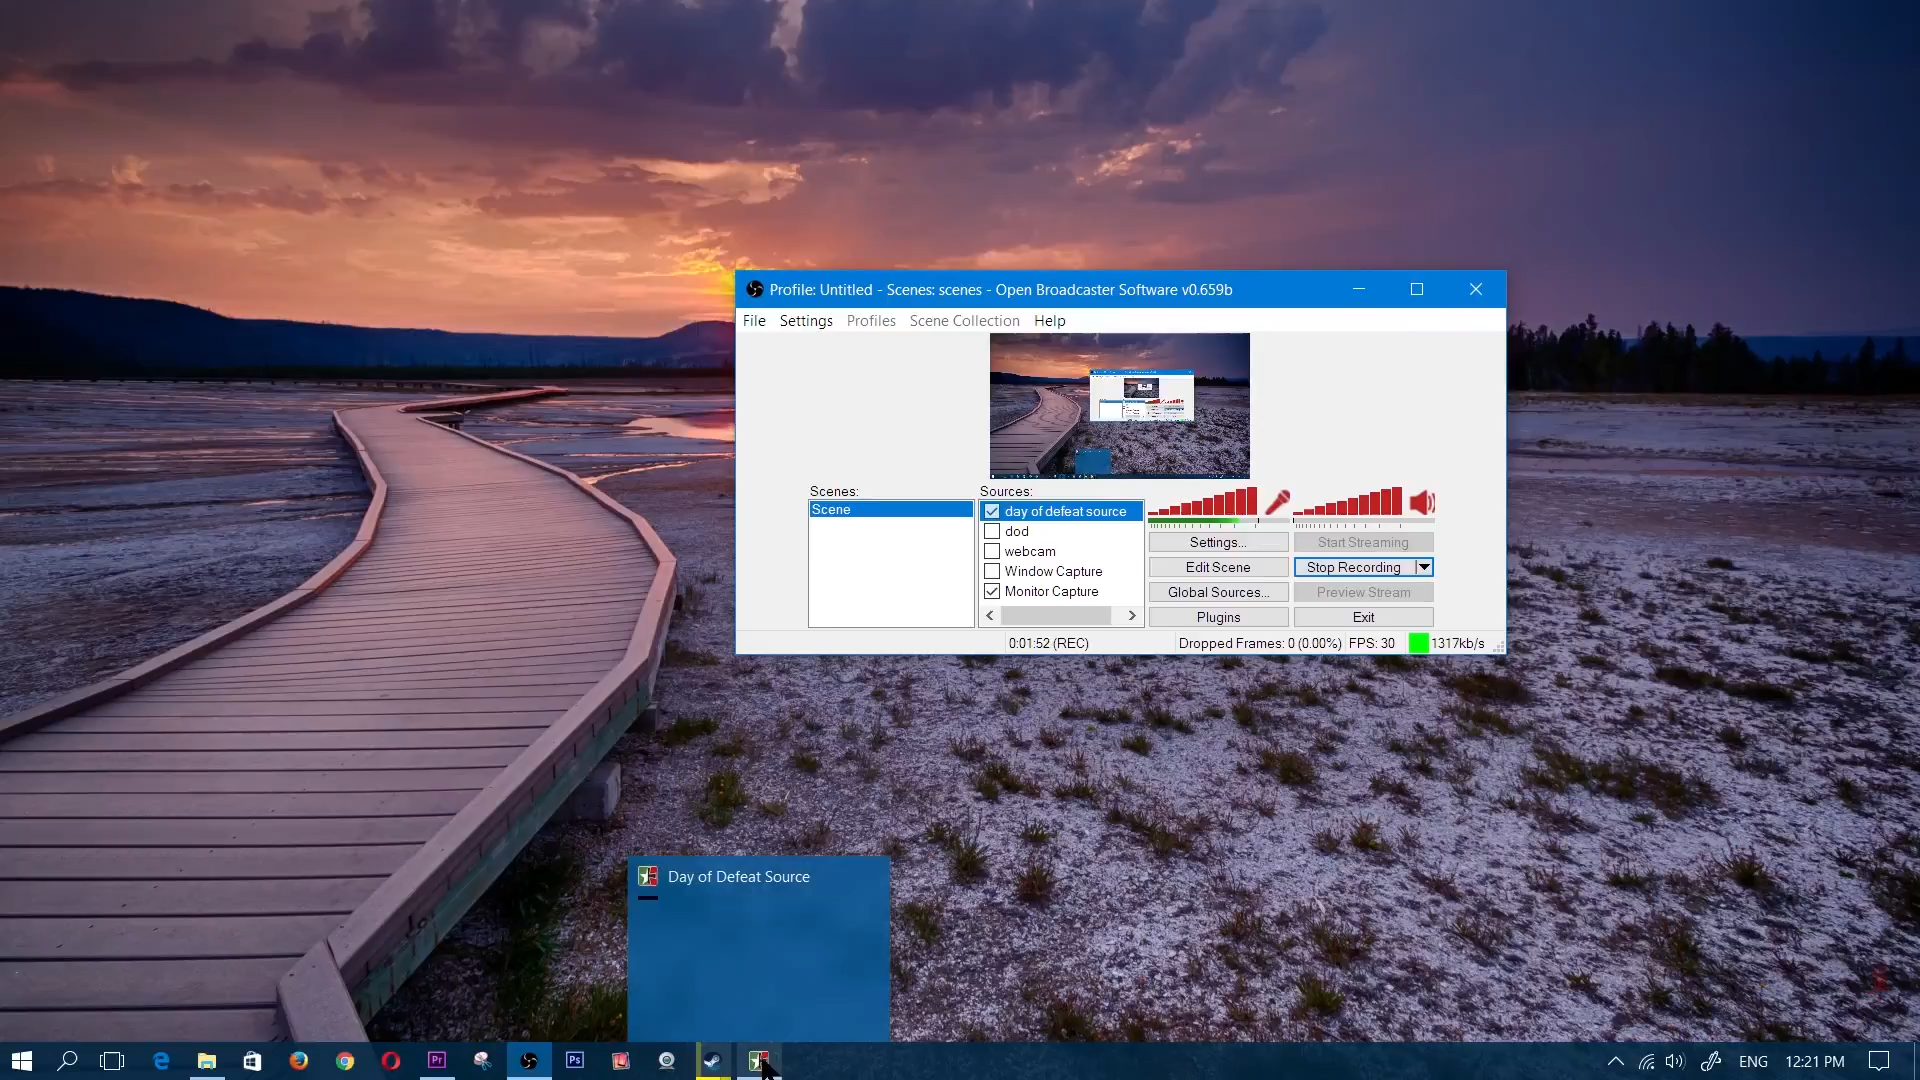 Profile: Untitled - Scenes: scenes - Open Broadcaster Software v0.659b
File Settings Profiles Scene Collection Help
Scenes:
Scene
Sources:
day of defeat source
dod
webcam
Window Capture
Monitor Capture
Settings...
Start Streaming
Edit Scene
Stop Recording
Global Sources...
Preview Stream
Plugins
Exit
0:01:52 (REC)
Dropped Frames: 0 (0.00%)
FPS: 30
1317kb/s
Day of Defeat Source
Pr
Ps
ENG
12:21 PM